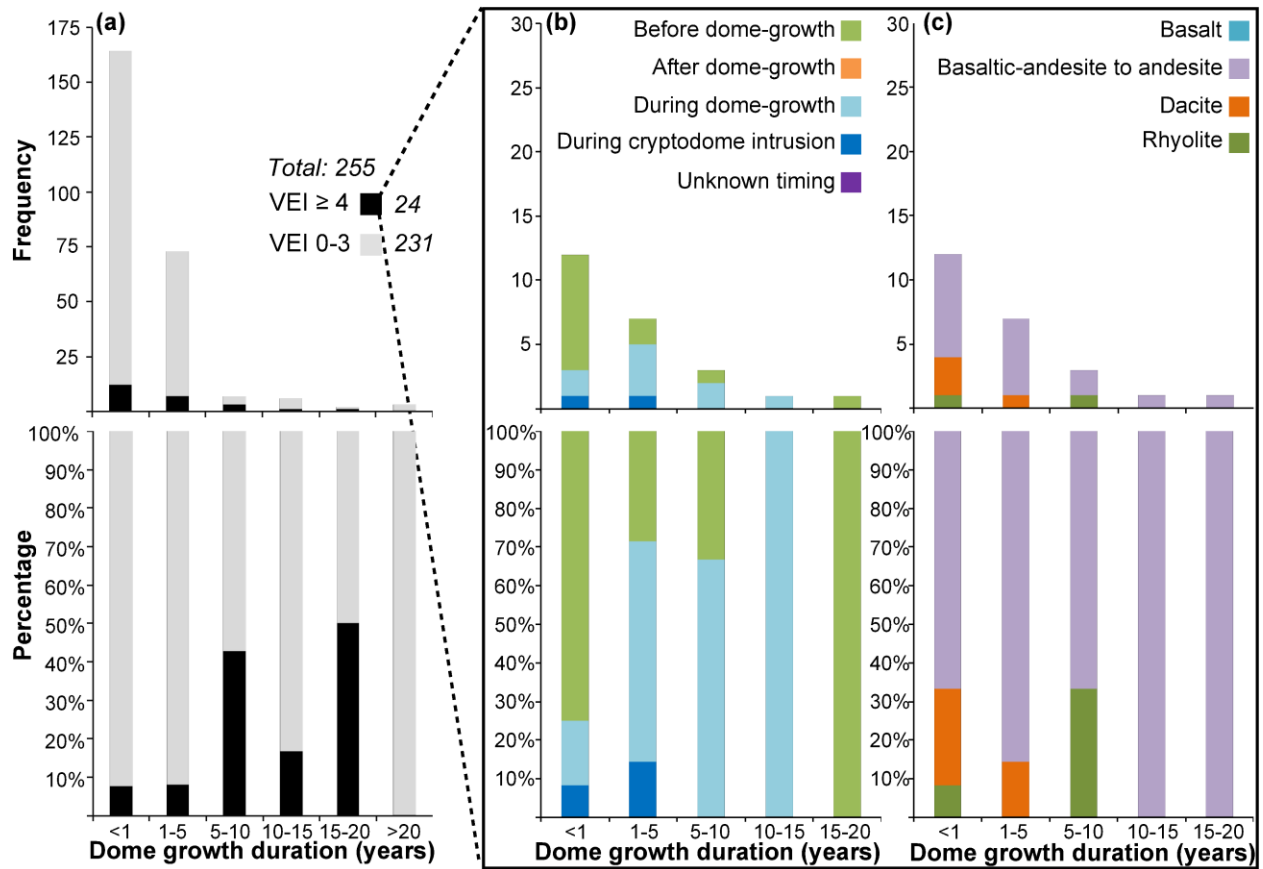 (a)
175
150
125
100
75
50
25
Frequency
Total: 255
VEI ≥ 4 24
VEI 0-3 231
100%
90%
80%
70%
60%
50%
40%
30%
20%
10%
Percentage
<1 1-5 5-10 10-15 15-20 >20
Dome growth duration (years)
(b)
30
25
20
15
10
5
Before dome-growth
After dome-growth
During dome-growth
During cryptodome intrusion
Unknown timing
100%
90%
80%
70%
60%
50%
40%
30%
20%
10%
<1 1-5 5-10 10-15 15-20
Dome growth duration (years)
(c)
30
25
20
15
10
5
Basalt
Basaltic-andesite to andesite
Dacite
Rhyolite
100%
90%
80%
70%
60%
50%
40%
30%
20%
10%
<1 1-5 5-10 10-15 15-20
Dome growth duration (years)